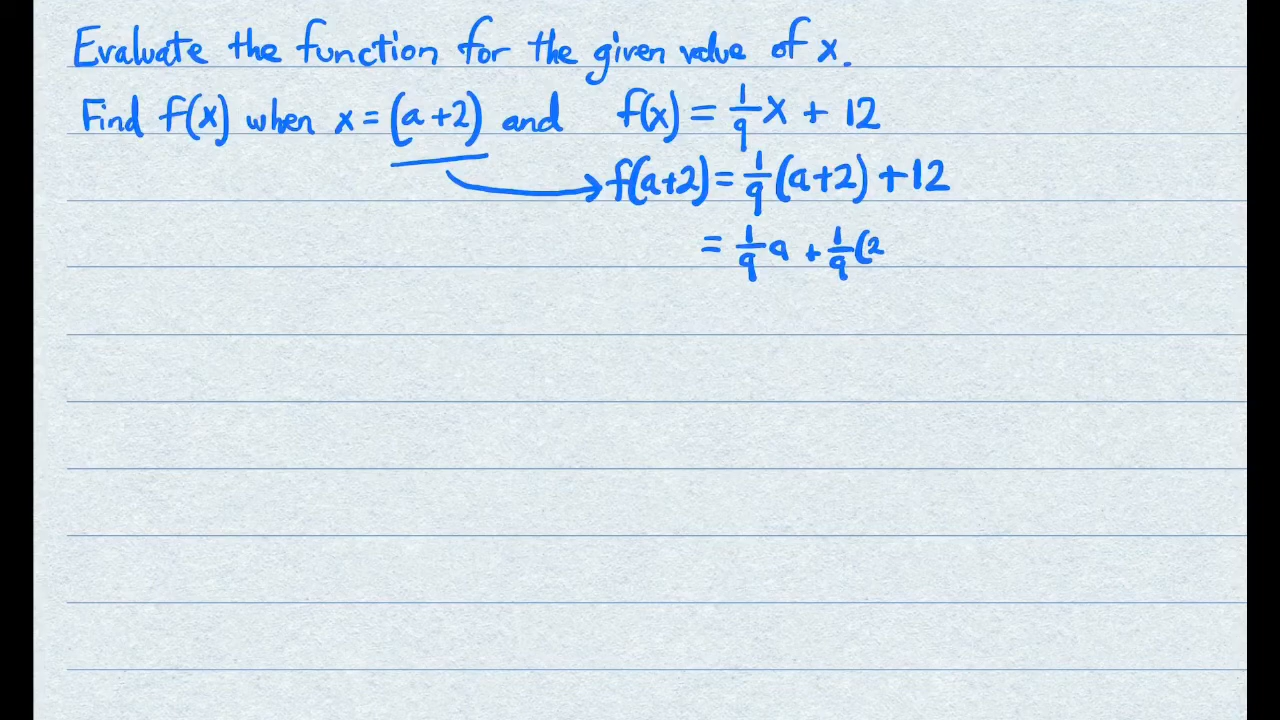 Evaluate the function for the given value of x.
Find f(x) when x = (a+2) and f(x) = 1/9 x + 12
f(a+2) = 1/9 (a+2) + 12
= 1/9 a + 1/9 (2